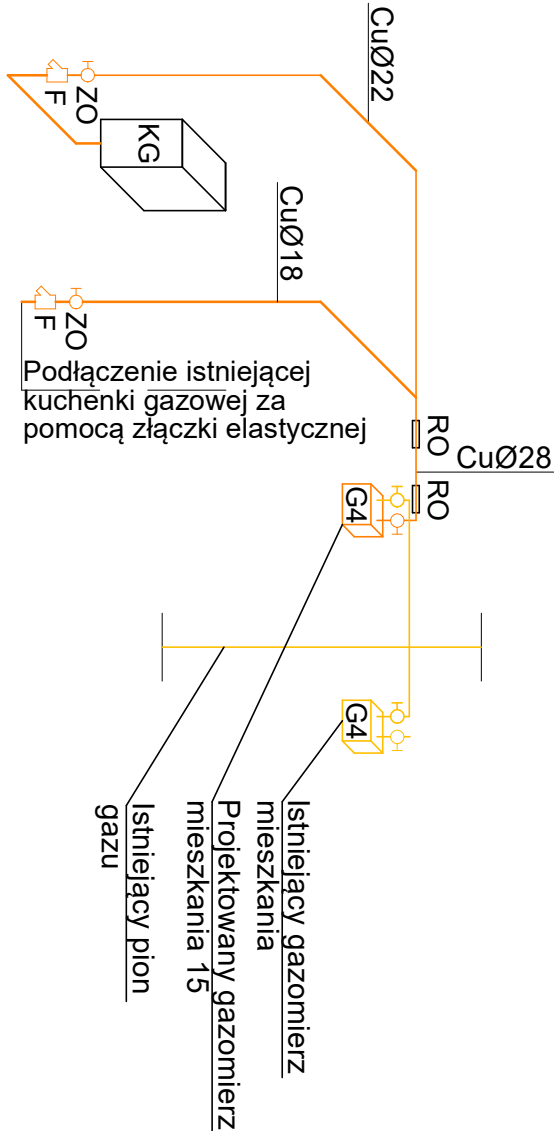 CuØ22
ZO
F
KG
CuØ18
ZO
F
Podłączenie istniejącej
kuchenki gazowej za
pomocą złączki elastycznej
RO
CuØ28
RO
G4
G4
Istniejący gazomierz
mieszkania
Projektowany gazomierz
mieszkania 15
Istniejący pion
gazu